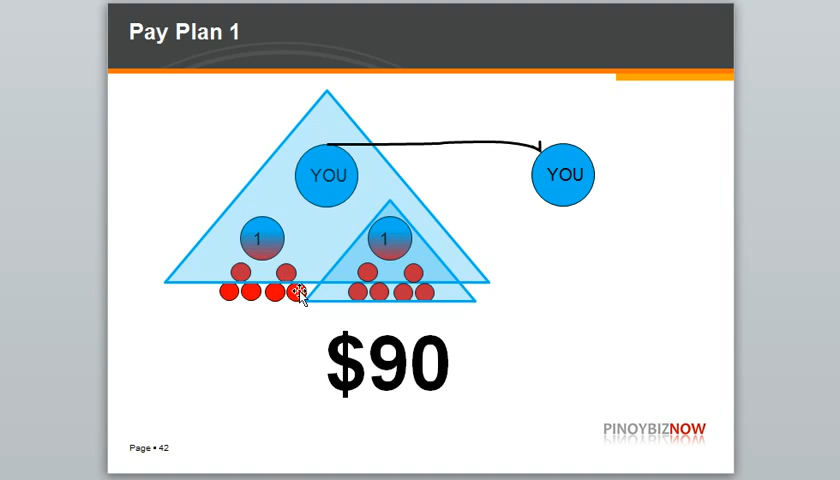 Pay Plan 1
YOU
YOU
1
1
$90
PINOYBIZNOW
Page ▪ 42